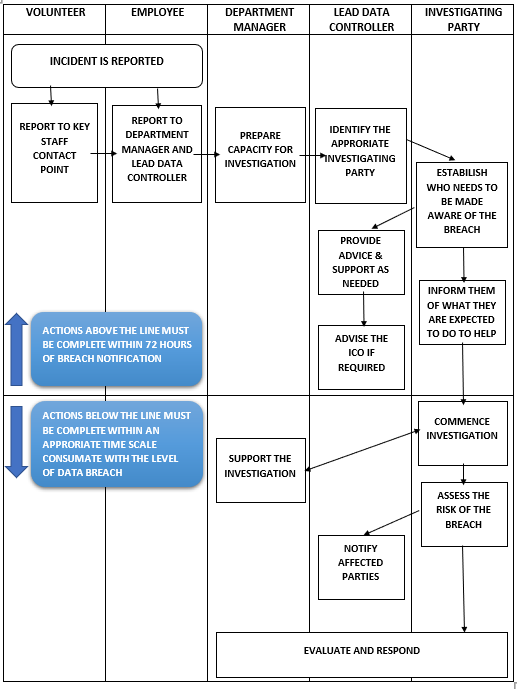 VOLUNTEER
EMPLOYEE
DEPARTMENT
MANAGER
LEAD DATA
CONTROLLER
INVESTIGATING
PARTY
INCIDENT IS REPORTED
REPORT TO KEY
STAFF
CONTACT
POINT
REPORT TO
DEPARTMENT
MANAGER AND
LEAD DATA
CONTROLLER
PREPARE
CAPACITY FOR
INVESTIGATION
IDENTIFY THE
APPRORIATE
INVESTIGATING
PARTY
ESTABILISH
WHO NEEDS TO
BE MADE
AWARE OF THE
BREACH
PROVIDE
ADVICE &
SUPPORT AS
NEEDED
INFORM THEM
OF WHAT THEY
ARE EXPECTED
TO DO TO HELP
ADVISE THE
ICO IF
REQUIRED
ACTIONS ABOVE THE LINE MUST
BE COMPLETE WITHIN 72 HOURS
OF BREACH NOTIFICATION
ACTIONS BELOW THE LINE MUST
BE COMPLETE WITHIN AN
APPRORIATE TIME SCALE
CONSUMATE WITH THE LEVEL
OF DATA BREACH
COMMENCE
INVESTIGATION
SUPPORT THE
INVESTIGATION
ASSESS THE
RISK OF THE
BREACH
NOTIFY
AFFECTED
PARTIES
EVALUATE AND RESPOND